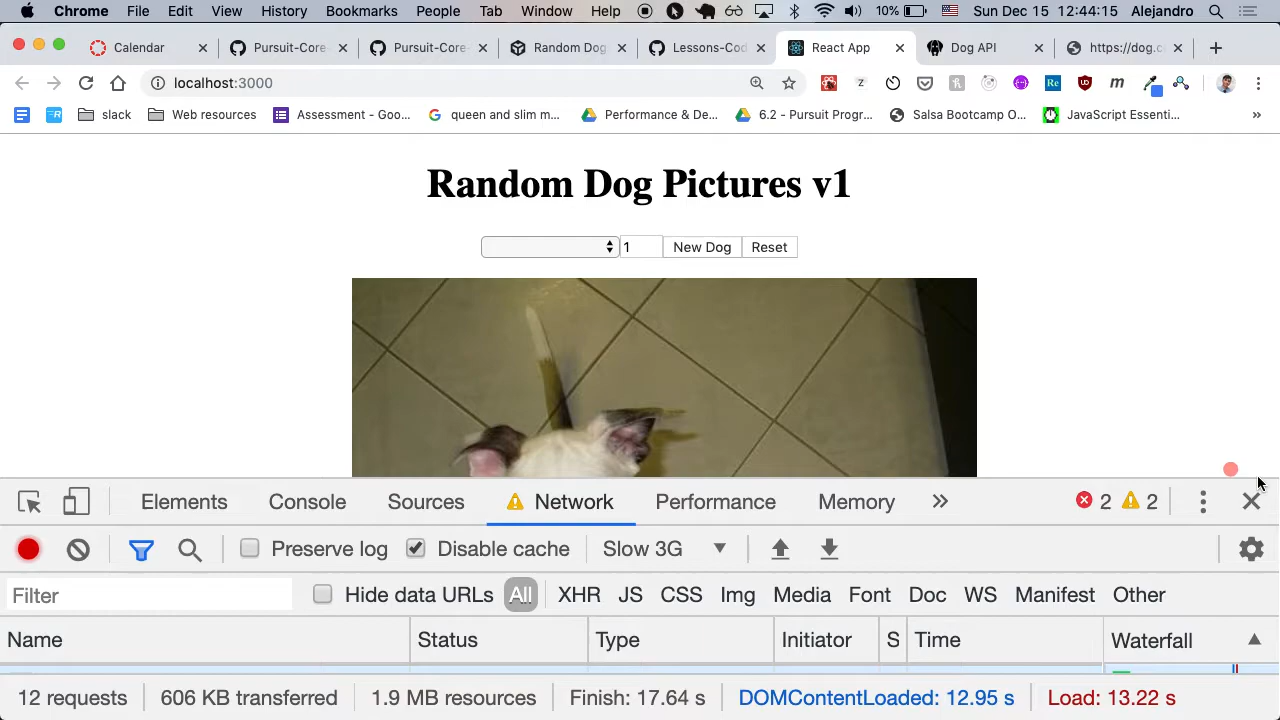 Chrome File Edit View History Bookmarks People Tab Window Help 10% Sun Dec 15 12:44:15 Alejandro
Calendar Pursuit-Core- Pursuit-Core- Random Dog Lessons-Cod React App Dog API https://dog.c
localhost:3000
slack Web resources Assessment - Goo... queen and slim m... Performance & De... 6.2 - Pursuit Progr... Salsa Bootcamp O... JavaScript Essenti... »
Random Dog Pictures v1
1 New Dog Reset
Elements Console Sources Network Performance Memory » 2 2
Preserve log Disable cache Slow 3G
Filter Hide data URLs All XHR JS CSS Img Media Font Doc WS Manifest Other
Name Status Type Initiator S Time Waterfall
12 requests 606 KB transferred 1.9 MB resources Finish: 17.64 s DOMContentLoaded: 12.95 s Load: 13.22 s